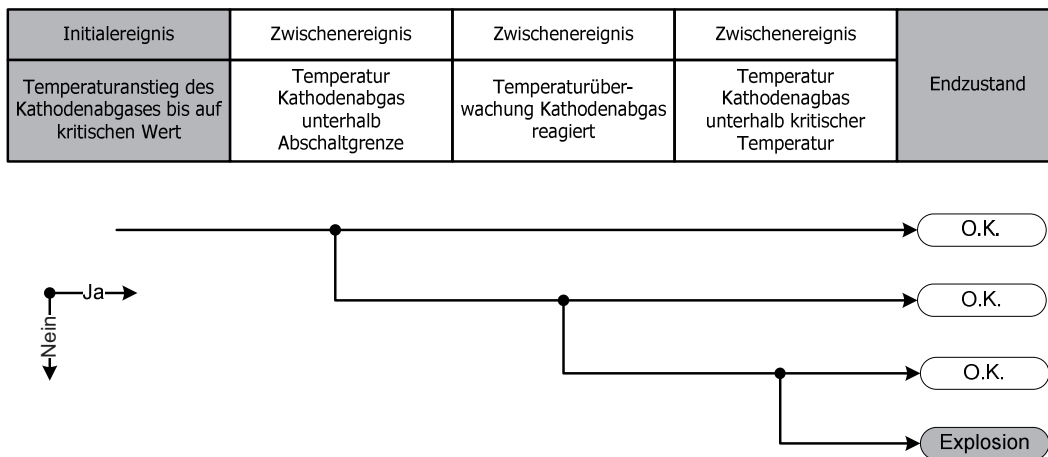 Initialereignis
Zwischenereignis
Zwischenereignis
Zwischenereignis
Endzustand
Temperaturanstieg des
Kathodenabgases bis auf
kritischen Wert
Temperatur
Kathodenabgas
unterhalb
Abschaltgrenze
Temperaturüber-
wachung Kathodenabgas
reagiert
Temperatur
Kathodenagbas
unterhalb kritischer
Temperatur
O.K.
Ja
Nein
O.K.
O.K.
Explosion